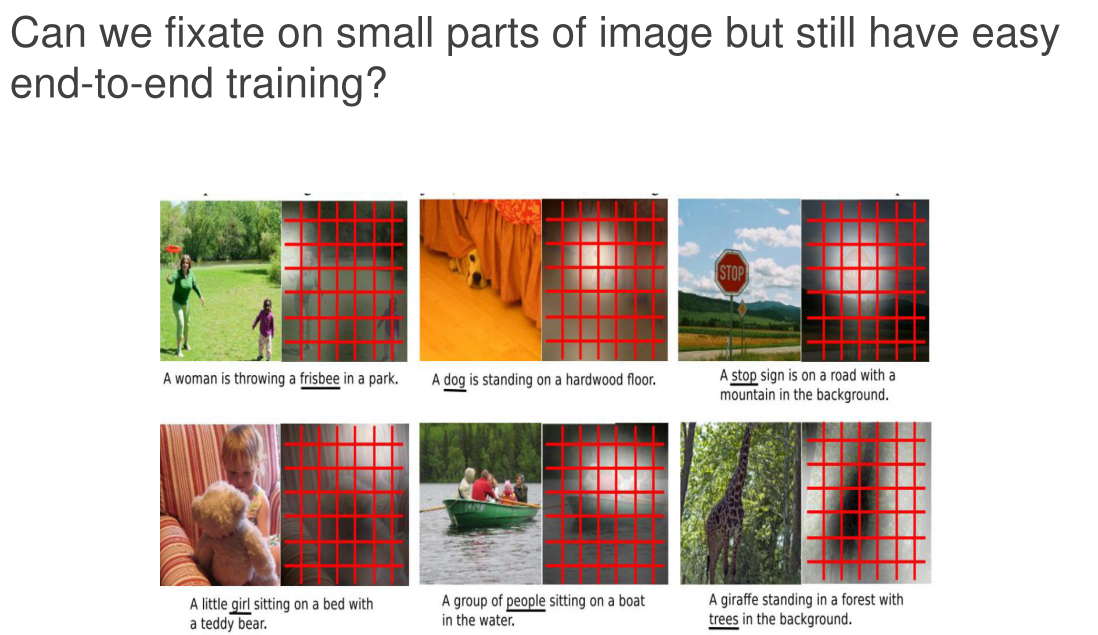 Can we fixate on small parts of image but still have easy
end-to-end training?
STOP
A woman is throwing a frisbee in a park.
A dog is standing on a hardwood floor.
A stop sign is on a road with a
mountain in the background.
A little girl sitting on a bed with
a teddy bear.
A group of people sitting on a boat
in the water.
A giraffe standing in a forest with
trees in the background.